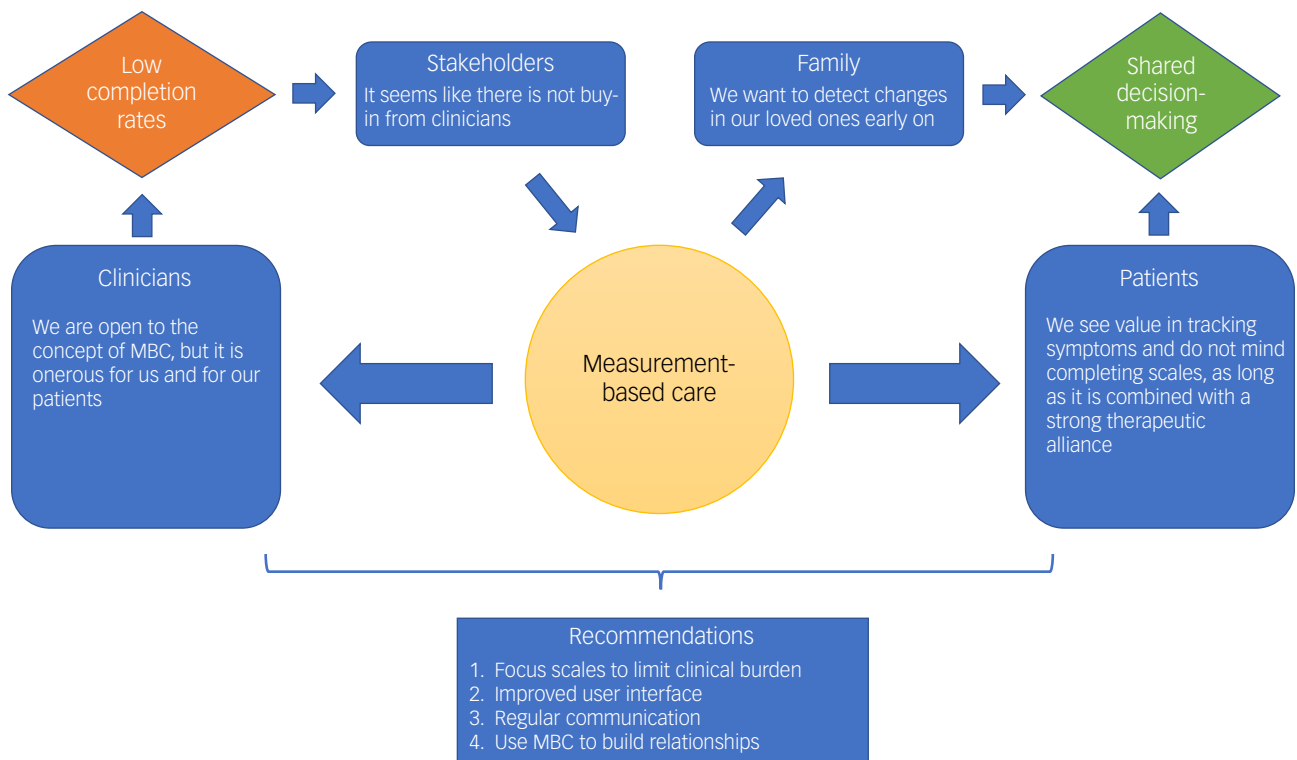 Low
completion
rates
Stakeholders
It seems like there is not buy-
in from clinicians
Family
We want to detect changes
in our loved ones early on
Shared
decision-
making
Clinicians
We are open to the
concept of MBC, but it is
onerous for us and for our
patients
Measurement-
based care
Patients
We see value in tracking
symptoms and do not mind
completing scales, as long
as it is combined with a
strong therapeutic
alliance
Recommendations
1. Focus scales to limit clinical burden
2. Improved user interface
3. Regular communication
4. Use MBC to build relationships